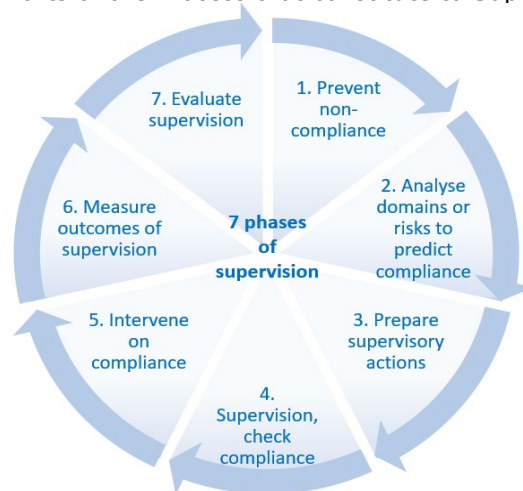 7 phases
of
supervision
1. Prevent
non-
compliance
2. Analyse
domains or
risks to
predict
compliance
3. Prepare
supervisory
actions
4.
Supervision,
check
compliance
5. Intervene
on
compliance
6. Measure
outcomes of
supervision
7. Evaluate
supervision